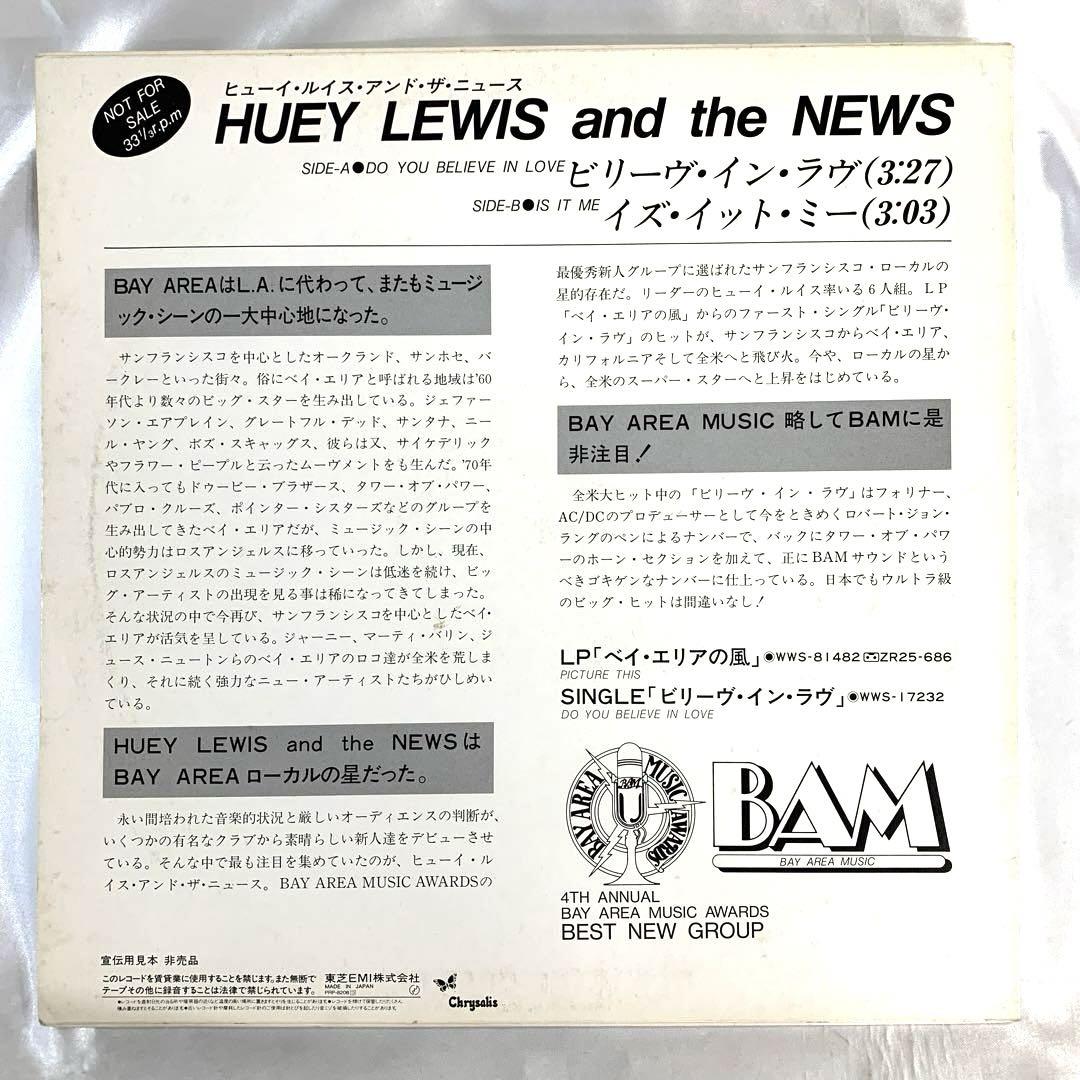 NOT FOR
SALE
33 1/3 r.p.m
ヒューイ・ルイス・アンド・ザ・ニュース
HUEY LEWIS and the NEWS
SIDE-A●DO YOU BELIEVE IN LOVE ビリーヴ・イン・ラヴ(3:27)
SIDE-B●IS IT ME イズ・イット・ミー(3:03)
BAY AREAはL.A.に代わって、またもミュージ
ック・シーンの一大中心地になった。
サンフランシスコを中心としたオークランド、サンホセ、バ
ークレーといった街々。俗にベイ・エリアと呼ばれる地域は'60
年代より数々のビッグ・スターを生み出している。ジェファー
ソン・エアプレイン、グレートフル・デッド、サンタナ、ニー
ル・ヤング、ボズ・スキャッグス、彼らは又、サイケデリック
やフラワー・ピープルと云ったムーヴメントをも生んだ。'70年
代に入ってもドゥービー・ブラザース、タワー・オブ・パワー、
パブロ・クルーズ、ポインター・シスターズなどのグループを
生み出してきたベイ・エリアだが、ミュージック・シーンの中
心的勢力はロスアンジェルスに移っていった。しかし、現在、
ロスアンジェルスのミュージック・シーンは低迷を続け、ビッ
グ・アーティストの出現を見る事は稀になってきてしまった。
そんな状況の中で今再び、サンフランシスコを中心としたベイ・
エリアが活気を呈している。ジャーニー、マーティ・バリン、ジ
ュース・ニュートンらのベイ・エリアのロコ達が全米を荒しま
くり、それに続く強力なニュー・アーティストたちがひしめい
ている。
HUEY LEWIS and the NEWSは
BAY AREAローカルの星だった。
永い間培われた音楽的状況と厳しいオーディエンスの判断が、
いくつかの有名なクラブから素晴らしい新人達をデビューさせ
ている。そんな中で最も注目を集めていたのが、ヒューイ・ル
イス・アンド・ザ・ニュース。BAY AREA MUSIC AWARDSの
最優秀新人グループに選ばれたサンフランシスコ・ローカルの
星的存在だ。リーダーのヒューイ・ルイス率いる6人組。LP
「ベイ・エリアの風」からのファースト・シングル「ビリーヴ・
イン・ラヴ」のヒットが、サンフランシスコからベイ・エリア、
カリフォルニアそして全米へと飛び火。今や、ローカルの星か
ら、全米のスーパー・スターへと上昇をはじめている。
BAY AREA MUSIC 略してBAMに是
非注目!
全米大ヒット中の「ビリーヴ・イン・ラヴ」はフォリナー、
AC/DCのプロデューサーとして今をときめくロバート・ジョン・
ラングのペンによるナンバーで、バックにタワー・オブ・パワ
ーのホーン・セクションを加えて、正にBAMサウンドという
べきゴキゲンなナンバーに仕上っている。日本でもウルトラ級
のビッグ・ヒットは間違いなし!
LP「ベイ・エリアの風」◉WWS-81482 ZR25-686
PICTURE THIS
SINGLE「ビリーヴ・イン・ラヴ」◉WWS-17232
DO YOU BELIEVE IN LOVE
BAY AREA MUSIC AWARDS
BAM
BAM
BAY AREA MUSIC
4TH ANNUAL
BAY AREA MUSIC AWARDS
BEST NEW GROUP
宣伝用見本 非売品
このレコードを賃貸業に使用することを禁じます。また無断で
テープその他に録音することは法律で禁じられています。
東芝EMI株式会社
MADE IN JAPAN
PRP-8208
Chrysalis